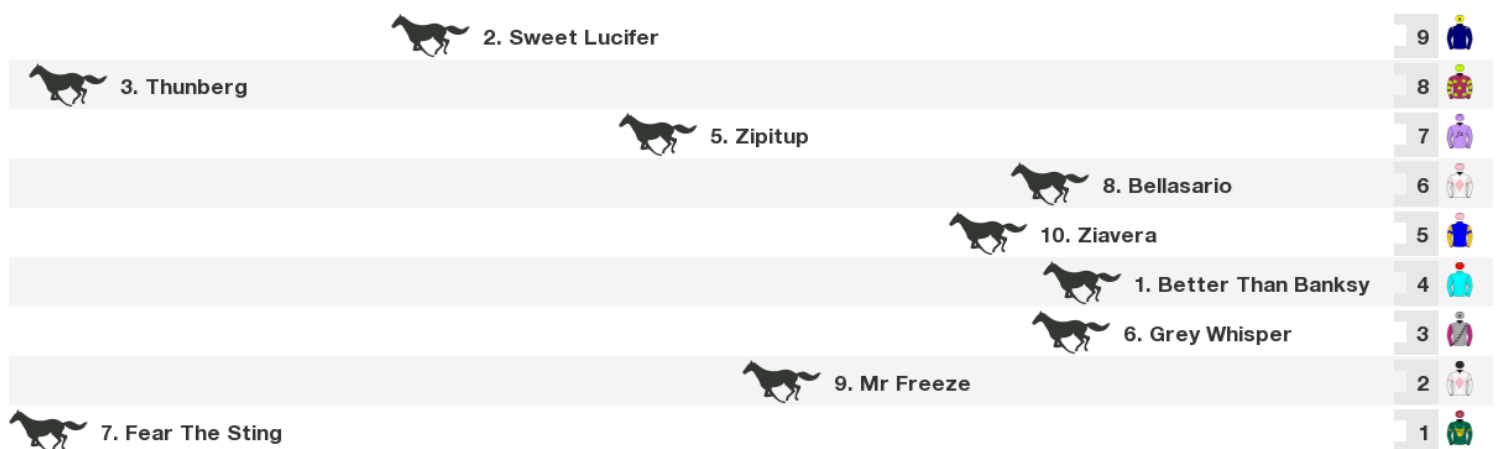 2. Sweet Lucifer 9
3. Thunberg 8
5. Zipitup 7
8. Bellasario 6
10. Ziavera 5
1. Better Than Banksy 4
6. Grey Whisper 3
9. Mr Freeze 2
7. Fear The Sting 1